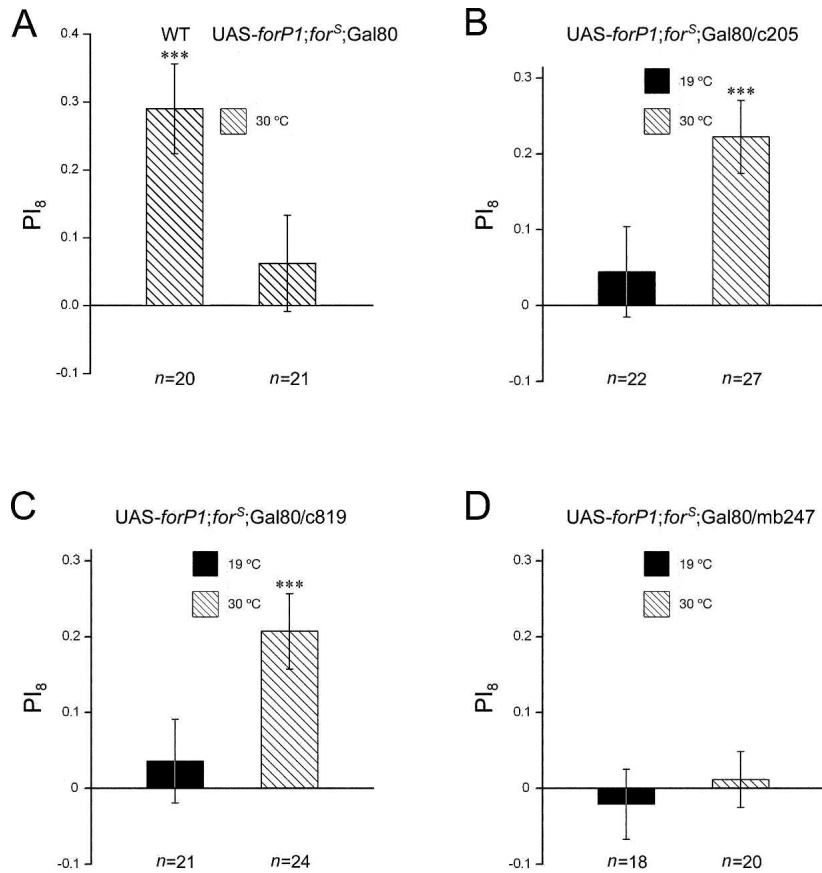 A
WT UAS-forP1;forS;Gal80
***
0.4
0.3
0.2
0.1
0.0
-0.1
PI8
30 ºC
n=20 n=21
B
UAS-forP1;forS;Gal80/c205
19 ºC
30 ºC
***
0.3
0.2
0.1
0
-0.1
PI8
n=22 n=27
C
UAS-forP1;forS;Gal80/c819
19 ºC
30 ºC
***
0.3
0.2
0.1
0
-0.1
PI8
n=21 n=24
D
UAS-forP1;forS;Gal80/mb247
19 ºC
30 ºC
0.3
0.2
0.1
0
-0.1
PI8
n=18 n=20